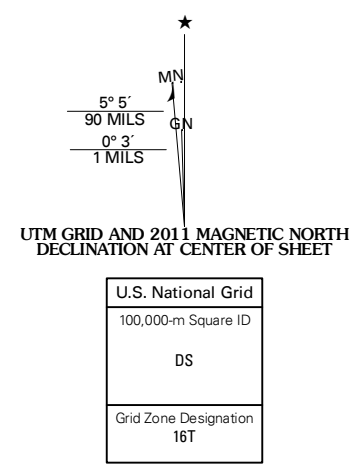 MN
5° 5´
90 MILS
GN
0° 3´
1 MILS
UTM GRID AND 2011 MAGNETIC NORTH
DECLINATION AT CENTER OF SHEET
U.S. National Grid
100,000-m Square ID
DS
Grid Zone Designation
16T